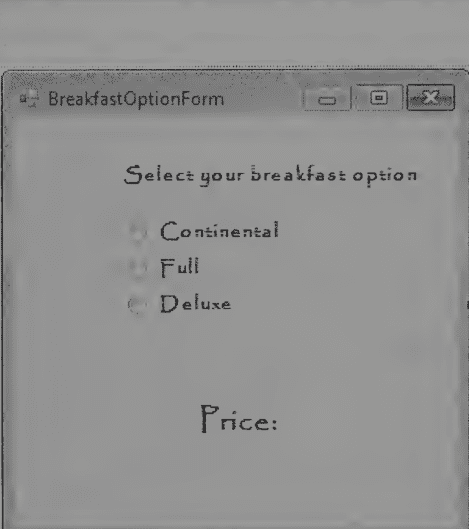 BreakfastOptionForm
Select your breakfast option
Continental
Full
Deluxe
Price: